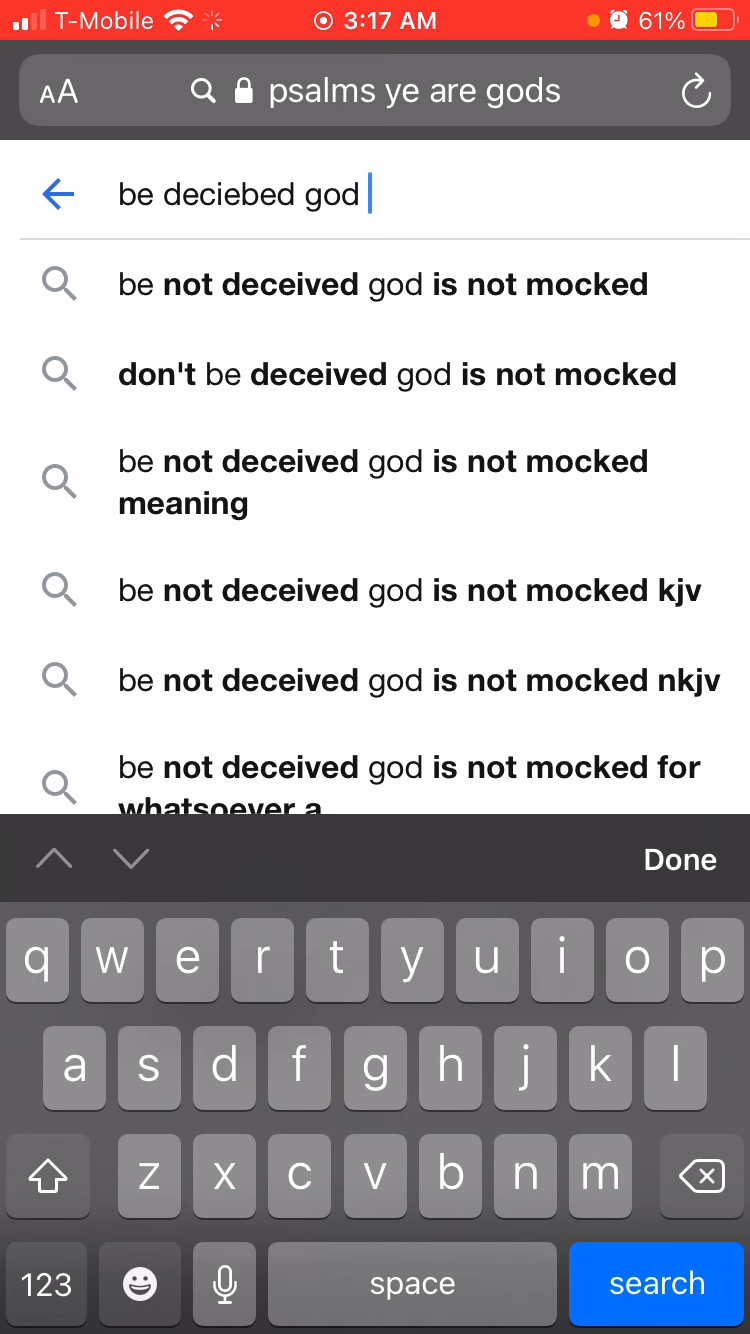 T-Mobile 3:17 AM 61%
AA psalms ye are gods
be deciebed god
be not deceived god is not mocked
don't be deceived god is not mocked
be not deceived god is not mocked
meaning
be not deceived god is not mocked kjv
be not deceived god is not mocked nkjv
be not deceived god is not mocked for
whatsoever a
Done
q w e r t y u i o p
a s d f g h j k l
z x c v b n m
123 space search